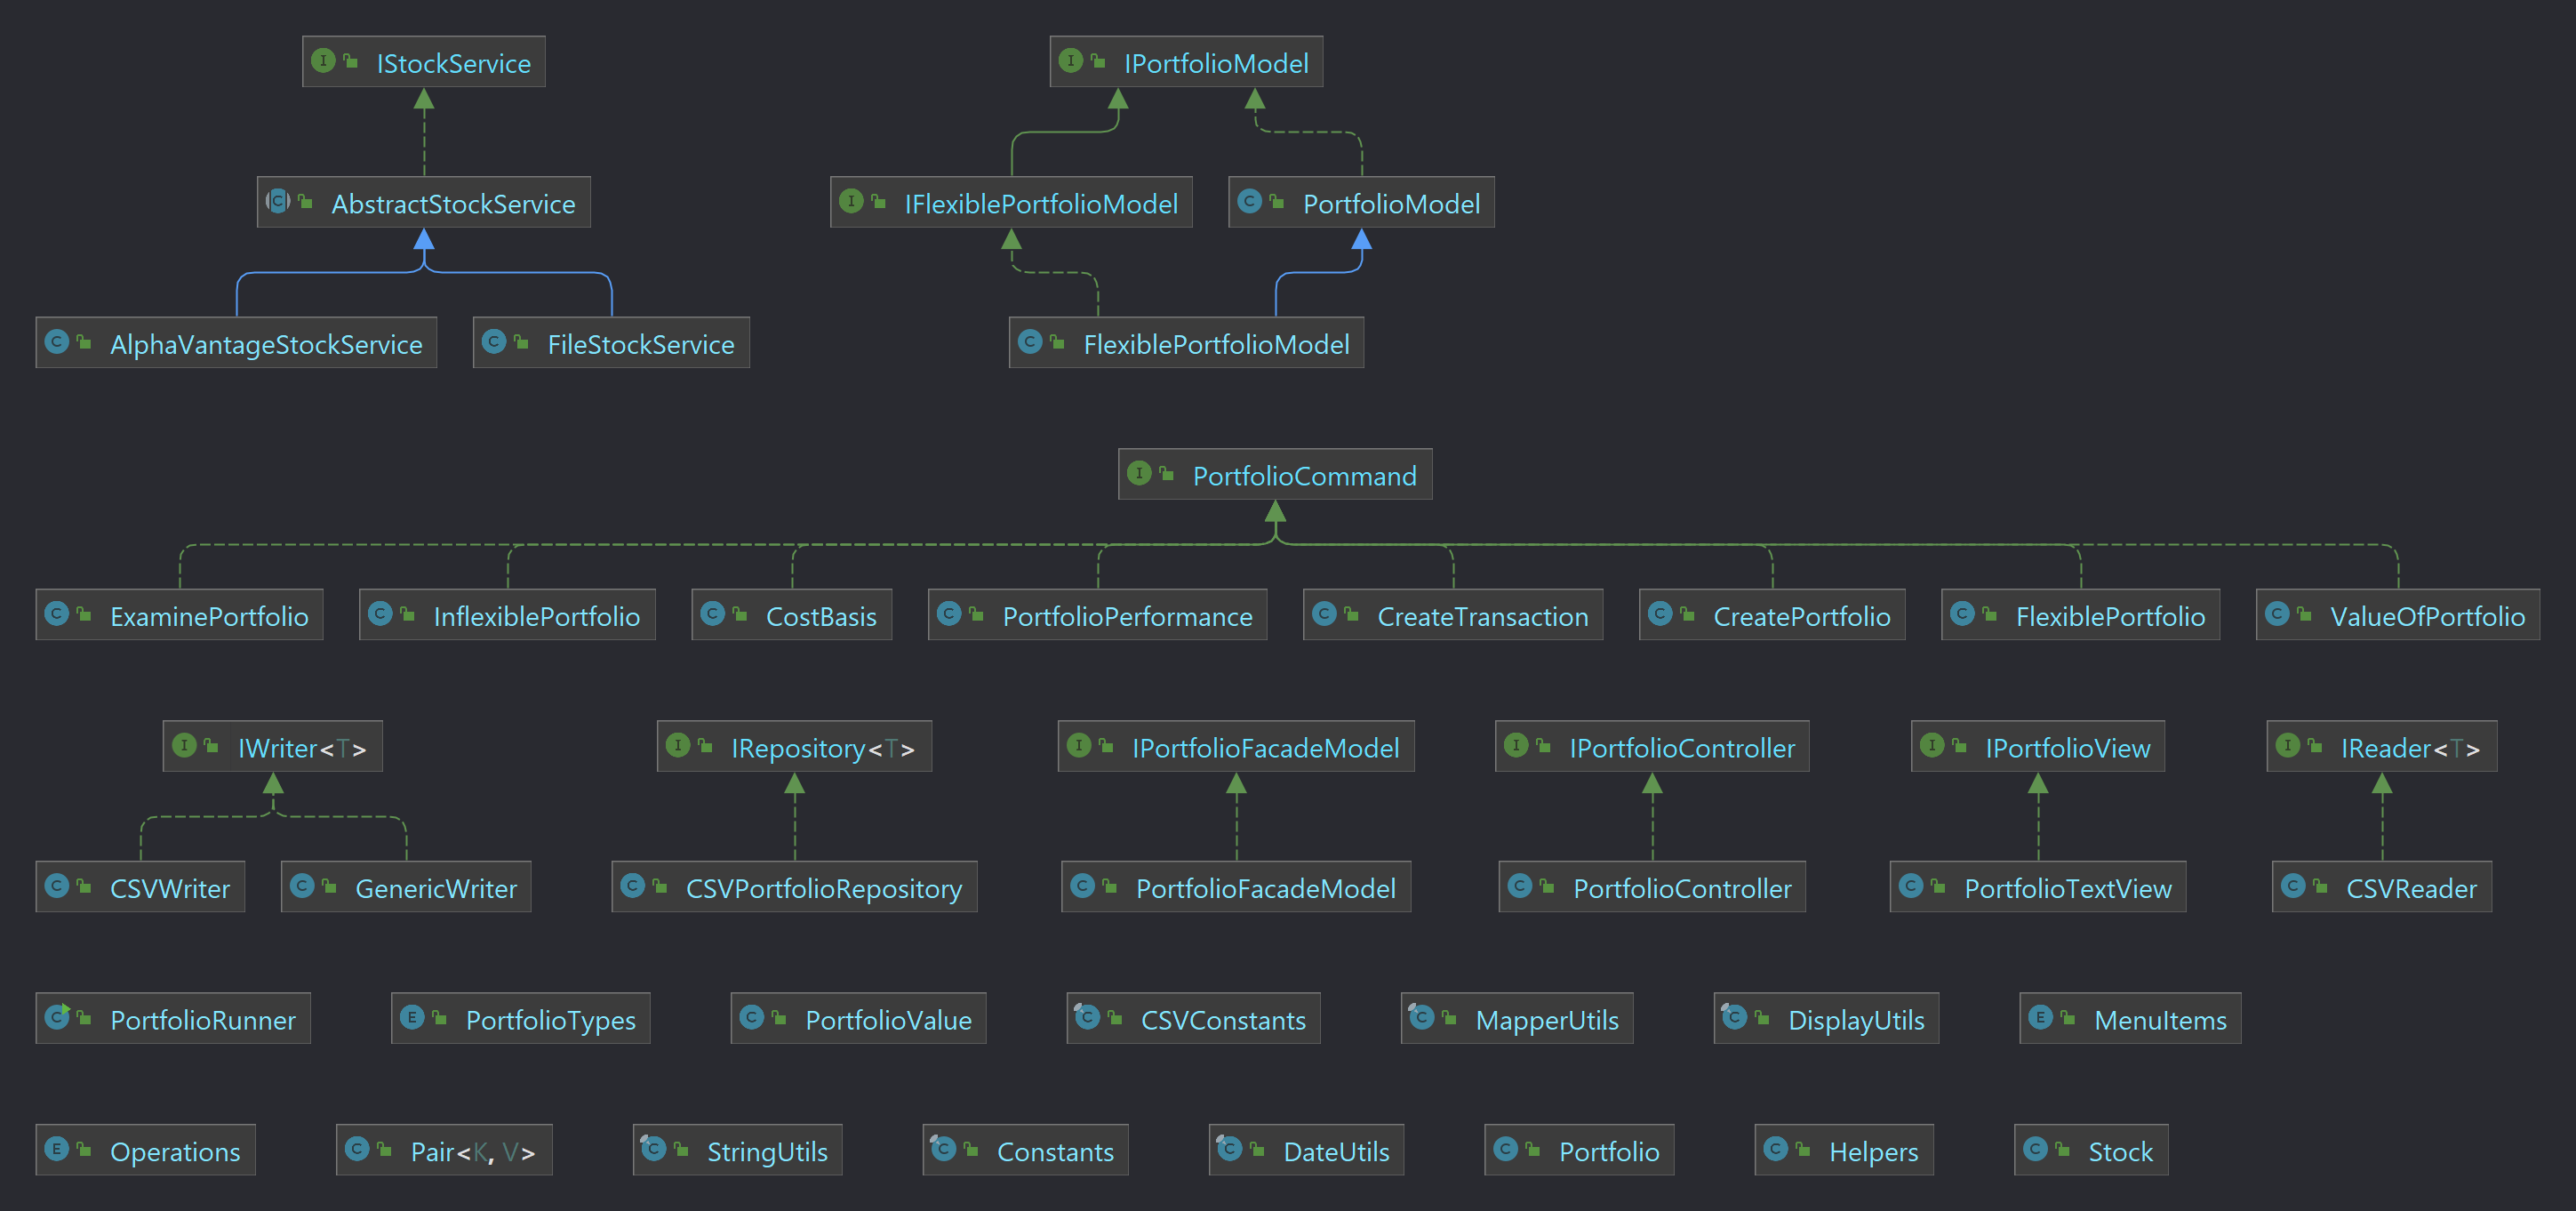 IStockService
IPortfolioModel
AbstractStockService
IFlexiblePortfolioModel
PortfolioModel
AlphaVantageStockService
FileStockService
FlexiblePortfolioModel
PortfolioCommand
ExaminePortfolio
InflexiblePortfolio
CostBasis
PortfolioPerformance
CreateTransaction
CreatePortfolio
FlexiblePortfolio
ValueOfPortfolio
IWriter<T>
IRepository<T>
IPortfolioFacadeModel
IPortfolioController
IPortfolioView
IReader<T>
CSVWriter
GenericWriter
CSVPortfolioRepository
PortfolioFacadeModel
PortfolioController
PortfolioTextView
CSVReader
PortfolioRunner
PortfolioTypes
PortfolioValue
CSVConstants
MapperUtils
DisplayUtils
MenuItems
Operations
Pair<K, V>
StringUtils
Constants
DateUtils
Portfolio
Helpers
Stock